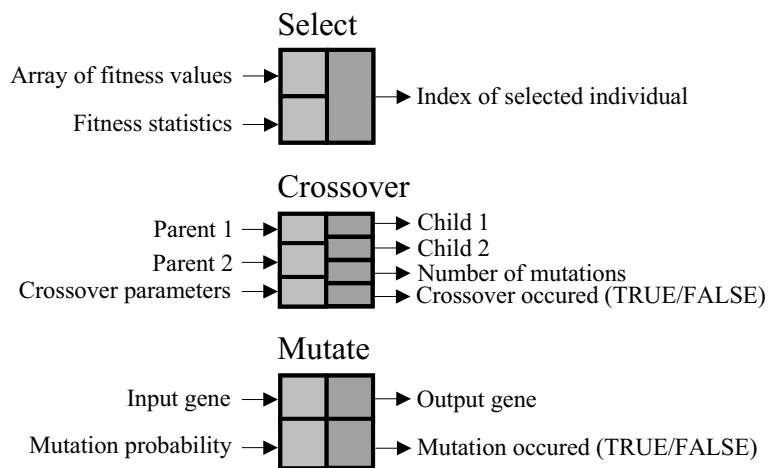 Select
Array of fitness values
Fitness statistics
Index of selected individual
Crossover
Parent 1
Parent 2
Crossover parameters
Child 1
Child 2
Number of mutations
Crossover occured (TRUE/FALSE)
Mutate
Input gene
Mutation probability
Output gene
Mutation occured (TRUE/FALSE)